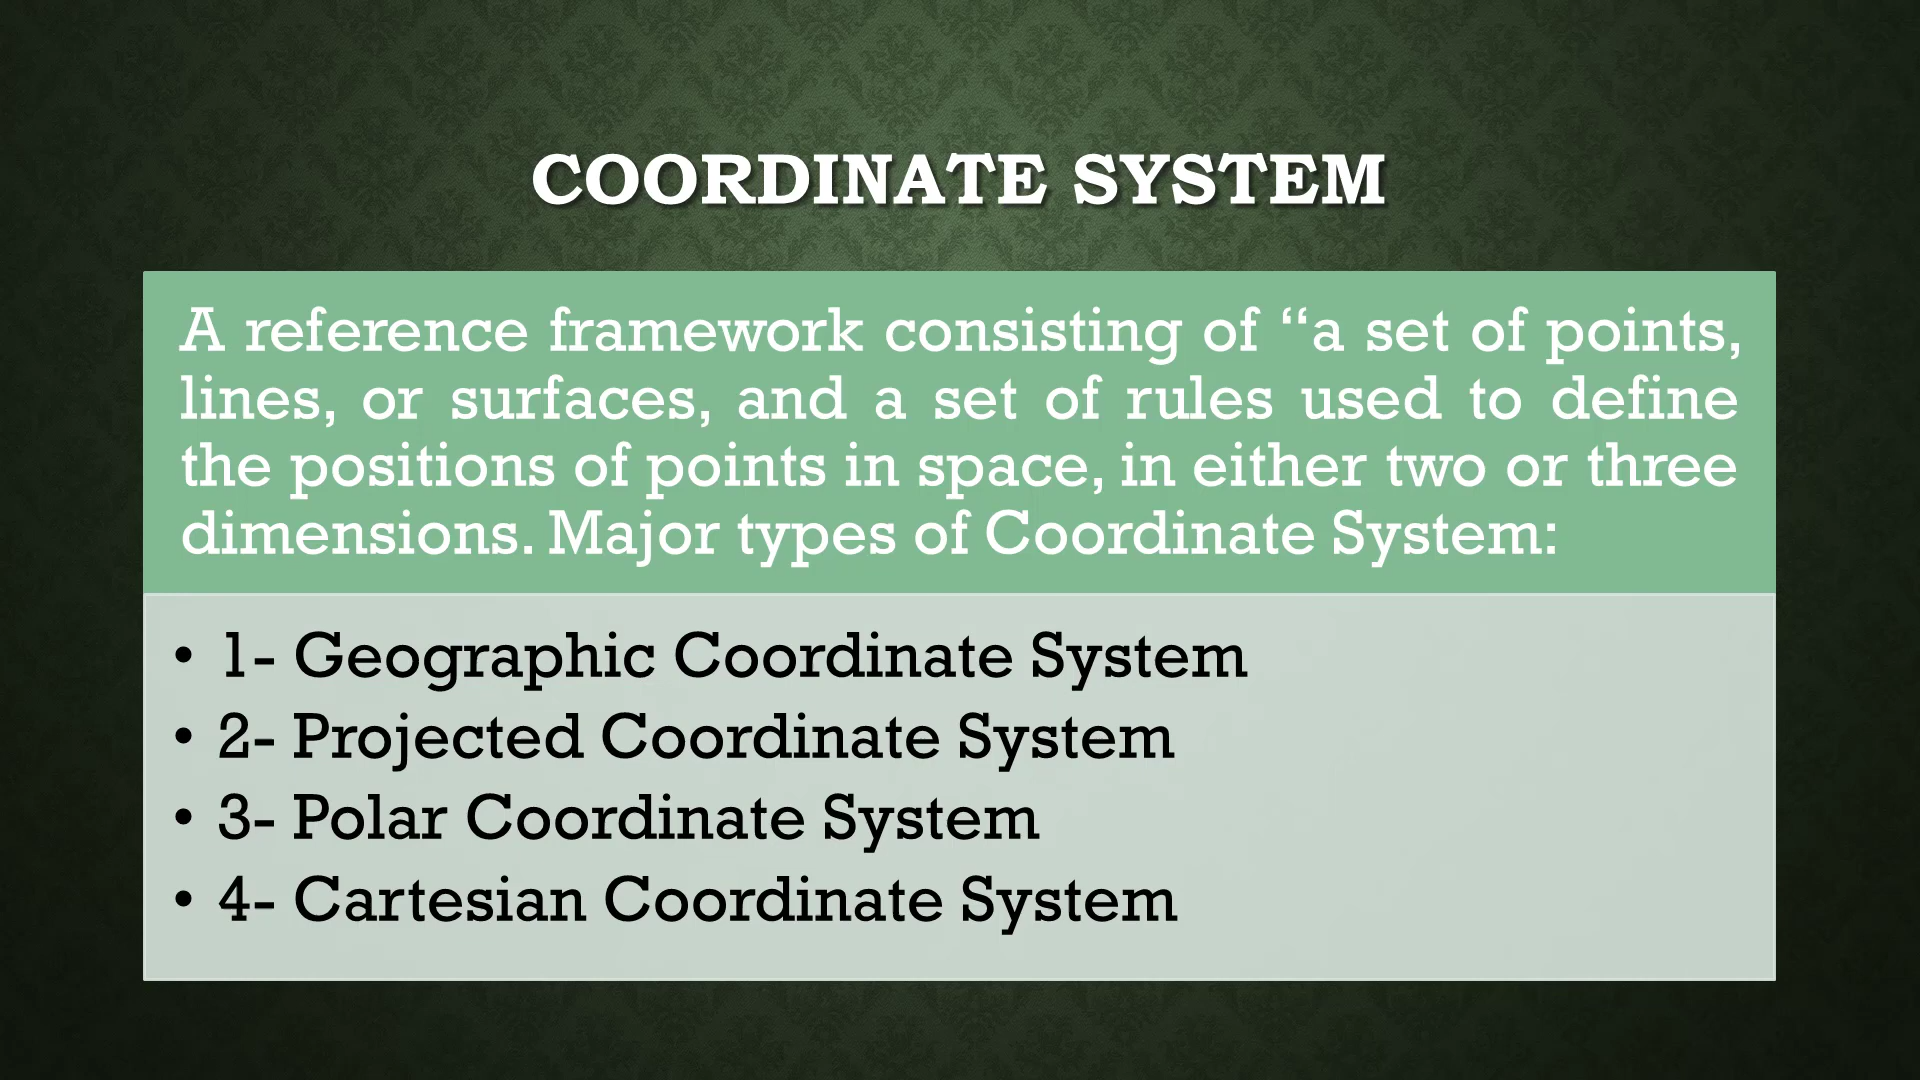 COORDINATE SYSTEM
A reference framework consisting of “a set of points,
lines, or surfaces, and a set of rules used to define
the positions of points in space, in either two or three
dimensions. Major types of Coordinate System:
• 1- Geographic Coordinate System
• 2- Projected Coordinate System
• 3- Polar Coordinate System
• 4- Cartesian Coordinate System